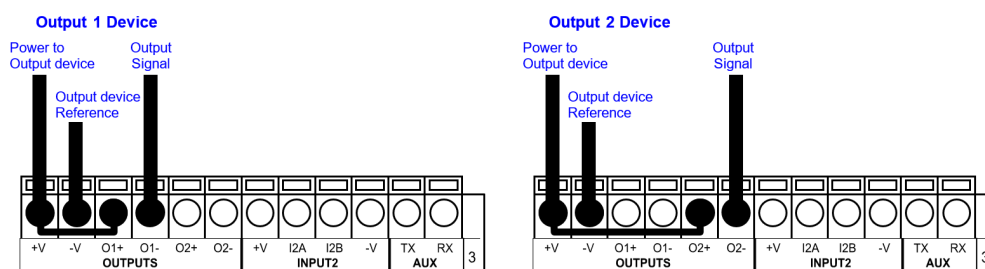 Output 1 Device
Power to
Output device
Output
Signal
Output device
Reference
+V -V O1+ O1- O2+ O2- +V I2A I2B -V TX RX
OUTPUTS INPUT2 AUX 3
Output 2 Device
Power to
Output device
Output
Signal
Output device
Reference
+V -V O1+ O1- O2+ O2- +V I2A I2B -V TX RX
OUTPUTS INPUT2 AUX 3